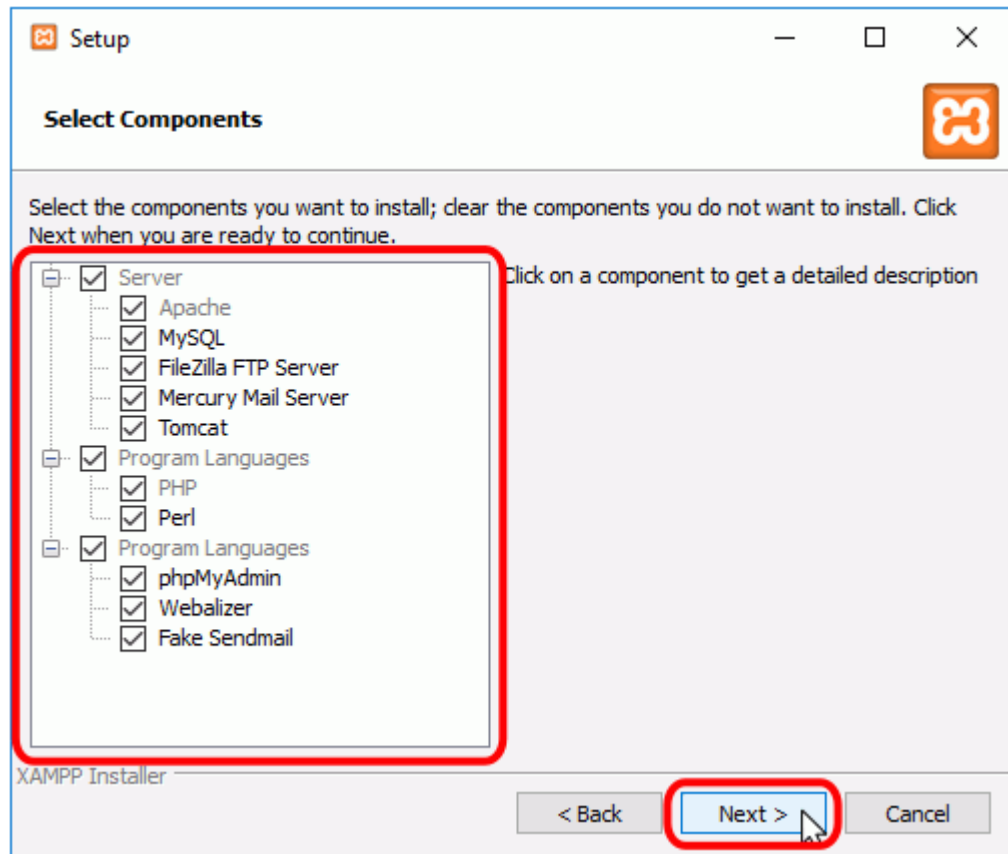 Setup
Select Components
Select the components you want to install; clear the components you do not want to install. Click
Next when you are ready to continue.
Server
Apache
MySQL
FileZilla FTP Server
Mercury Mail Server
Tomcat
Program Languages
PHP
Perl
Program Languages
phpMyAdmin
Webalizer
Fake Sendmail
Click on a component to get a detailed description
XAMPP Installer
< Back
Next >
Cancel